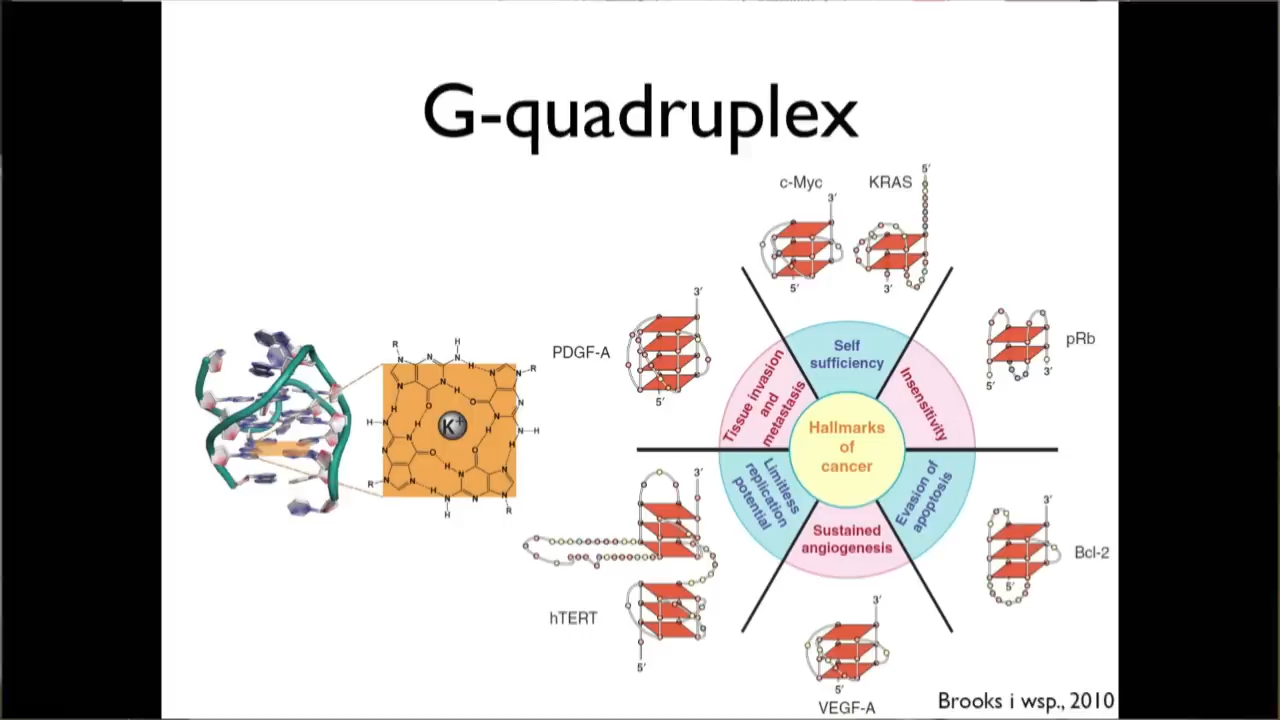 G-quadruplex
c-Myc
KRAS
5′
3′
5′
3′
3′
PDGF-A
5′
pRb
5′
3′
Self
sufficiency
Insensitivity
Evasion of
apoptosis
Sustained
angiogenesis
Limitless
replication
potential
Tissue invasion
and
metastasis
Hallmarks
of
cancer
R
N
N
H
N
H
N
R
N
H
O
N
H
O
N
H
N
H
K+
H
N
H
N
O
H
N
R
N
H
N
H
O
N
N
H
N
R
3′
hTERT
5′
3′
Bcl-2
5′
3′
5′
VEGF-A
Brooks i wsp., 2010